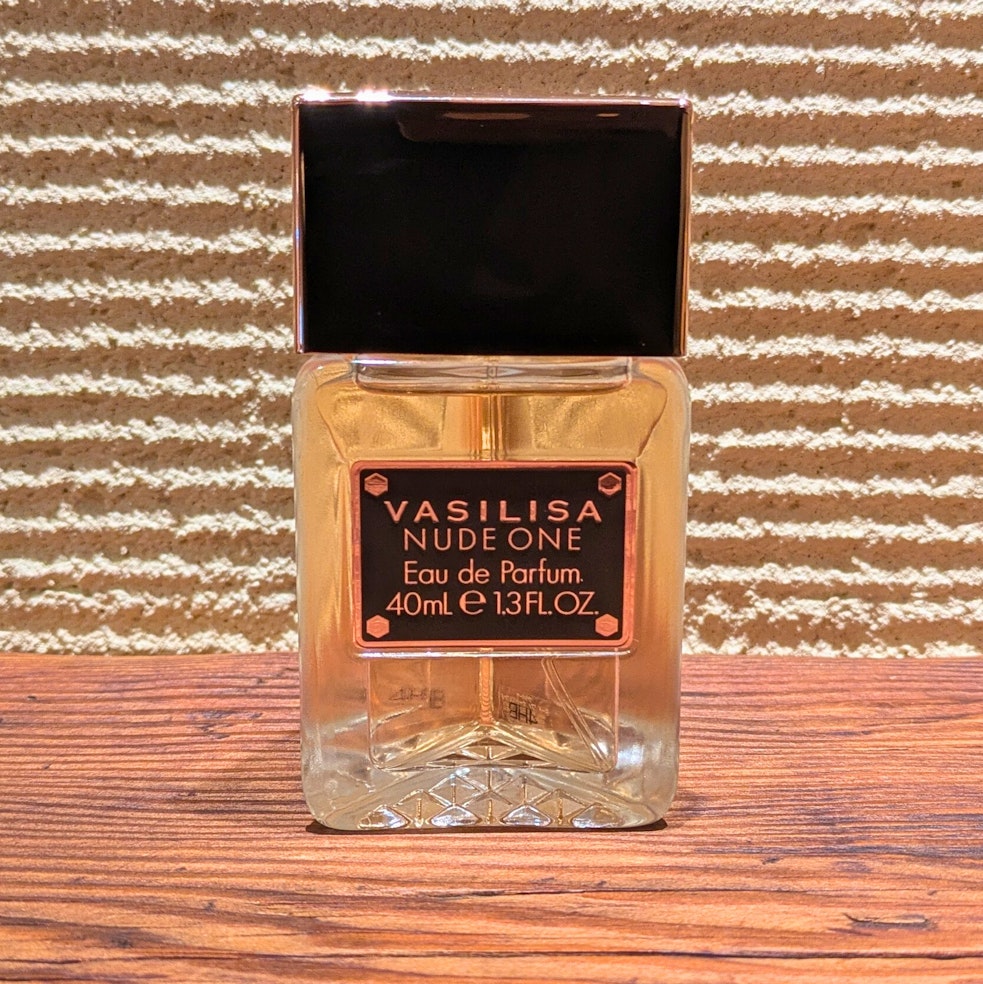 VASILISA
NUDE ONE
Eau de Parfum
40mL ℮ 1.3 FL.OZ.